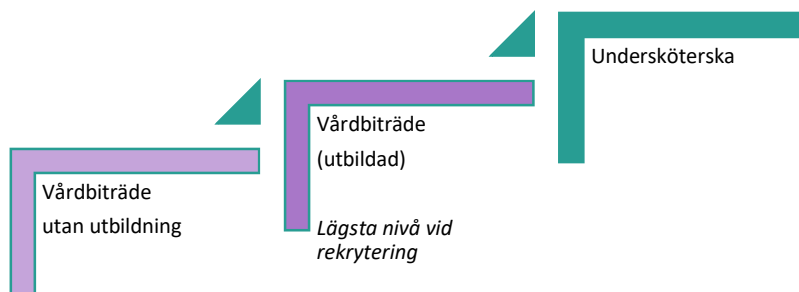 Vårdbiträde
utan utbildning
Vårdbiträde
(utbildad)
Lägsta nivå vid
rekrytering
Undersköterska